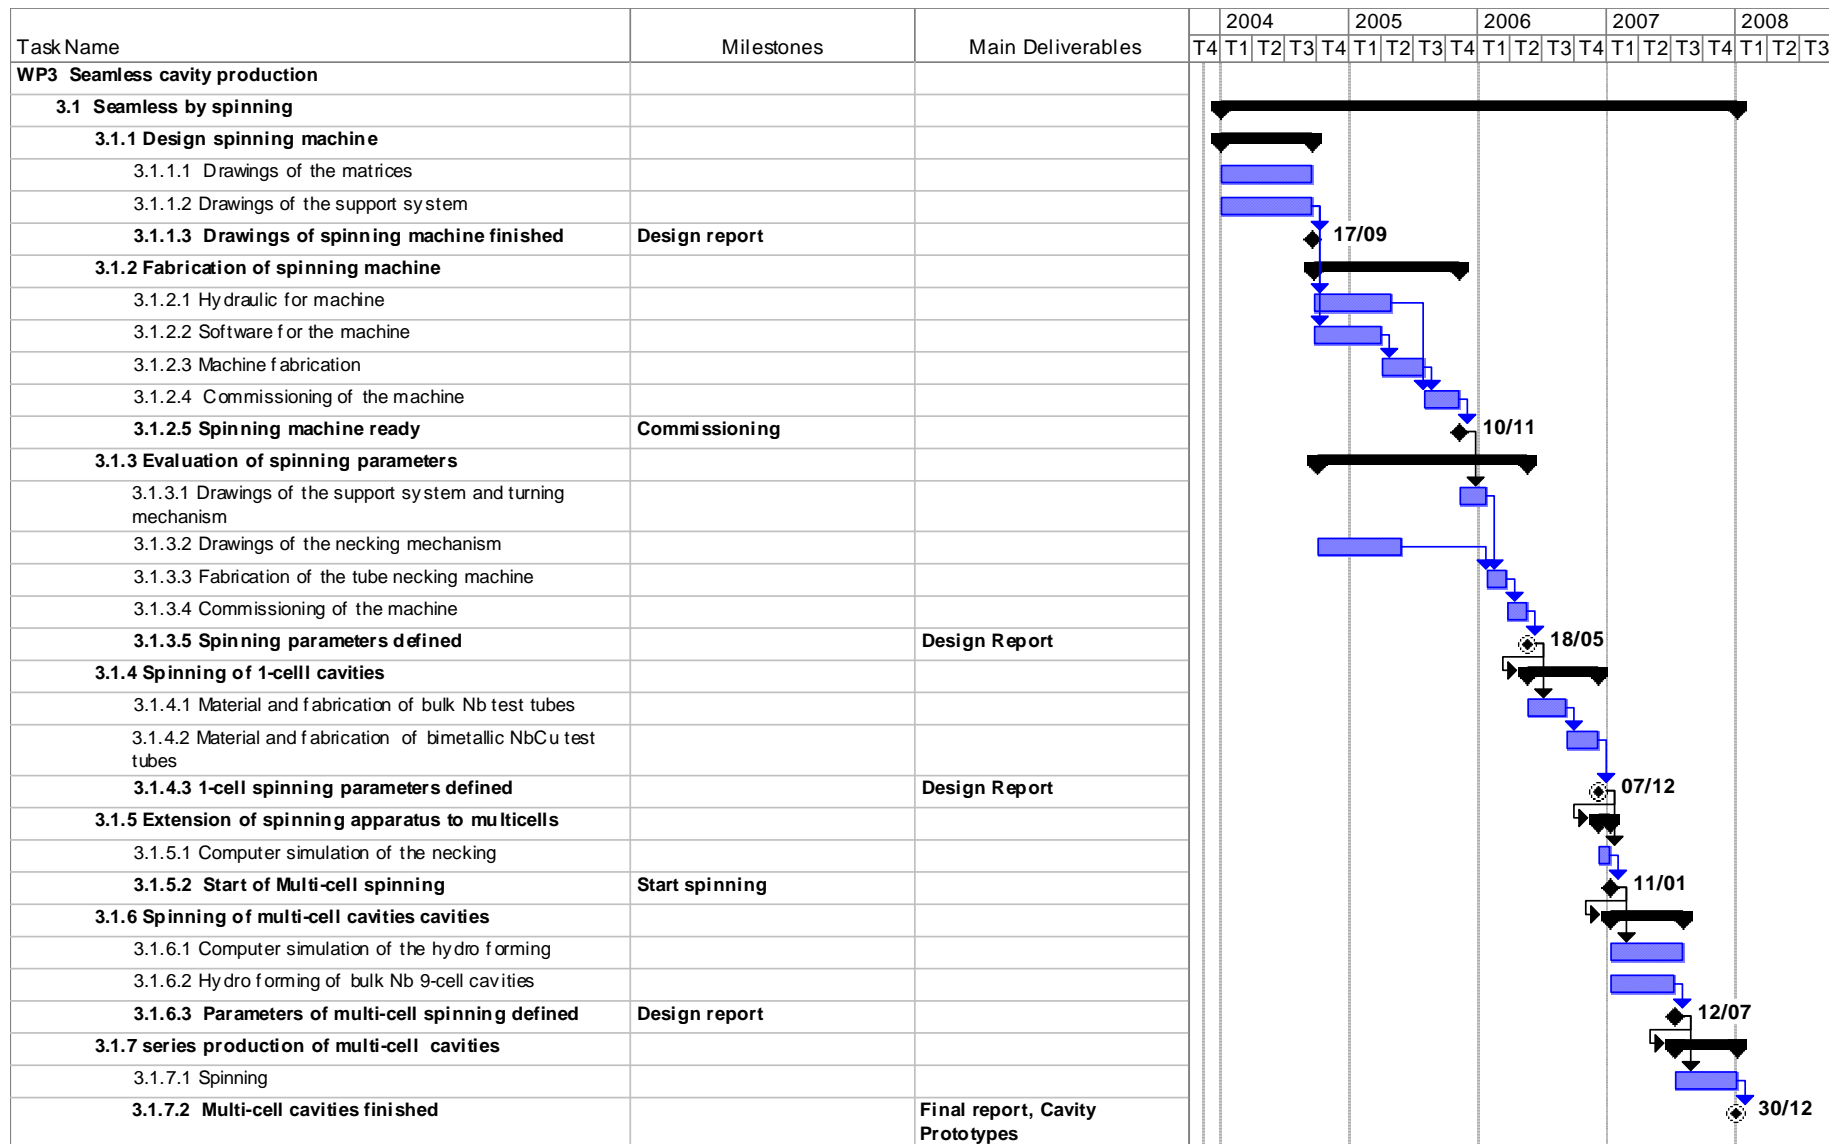 2004 2005 2006 2007 2008
Task Name Milestones Main Deliverables T4 T1 T2 T3 T4 T1 T2 T3 T4 T1 T2 T3 T4 T1 T2 T3 T4 T1 T2 T3
WP3 Seamless cavity production
3.1 Seamless by spinning
3.1.1 Design spinning machine
3.1.1.1 Drawings of the matrices
3.1.1.2 Drawings of the support system
3.1.1.3 Drawings of spinning machine finished Design report 17/09
3.1.2 Fabrication of spinning machine
3.1.2.1 Hydraulic for machine
3.1.2.2 Software for the machine
3.1.2.3 Machine fabrication
3.1.2.4 Commissioning of the machine
3.1.2.5 Spinning machine ready Commissioning 10/11
3.1.3 Evaluation of spinning parameters
3.1.3.1 Drawings of the support system and turning
mechanism
3.1.3.2 Drawings of the necking mechanism
3.1.3.3 Fabrication of the tube necking machine
3.1.3.4 Commissioning of the machine
3.1.3.5 Spinning parameters defined Design Report 18/05
3.1.4 Spinning of 1-celll cavities
3.1.4.1 Material and fabrication of bulk Nb test tubes
3.1.4.2 Material and fabrication of bimetallic NbCu test
tubes
3.1.4.3 1-cell spinning parameters defined Design Report 07/12
3.1.5 Extension of spinning apparatus to multicells
3.1.5.1 Computer simulation of the necking
3.1.5.2 Start of Multi-cell spinning Start spinning 11/01
3.1.6 Spinning of multi-cell cavities cavities
3.1.6.1 Computer simulation of the hydro forming
3.1.6.2 Hydro forming of bulk Nb 9-cell cavities
3.1.6.3 Parameters of multi-cell spinning defined Design report 12/07
3.1.7 series production of multi-cell cavities
3.1.7.1 Spinning
3.1.7.2 Multi-cell cavities finished Final report, Cavity 30/12
Prototypes